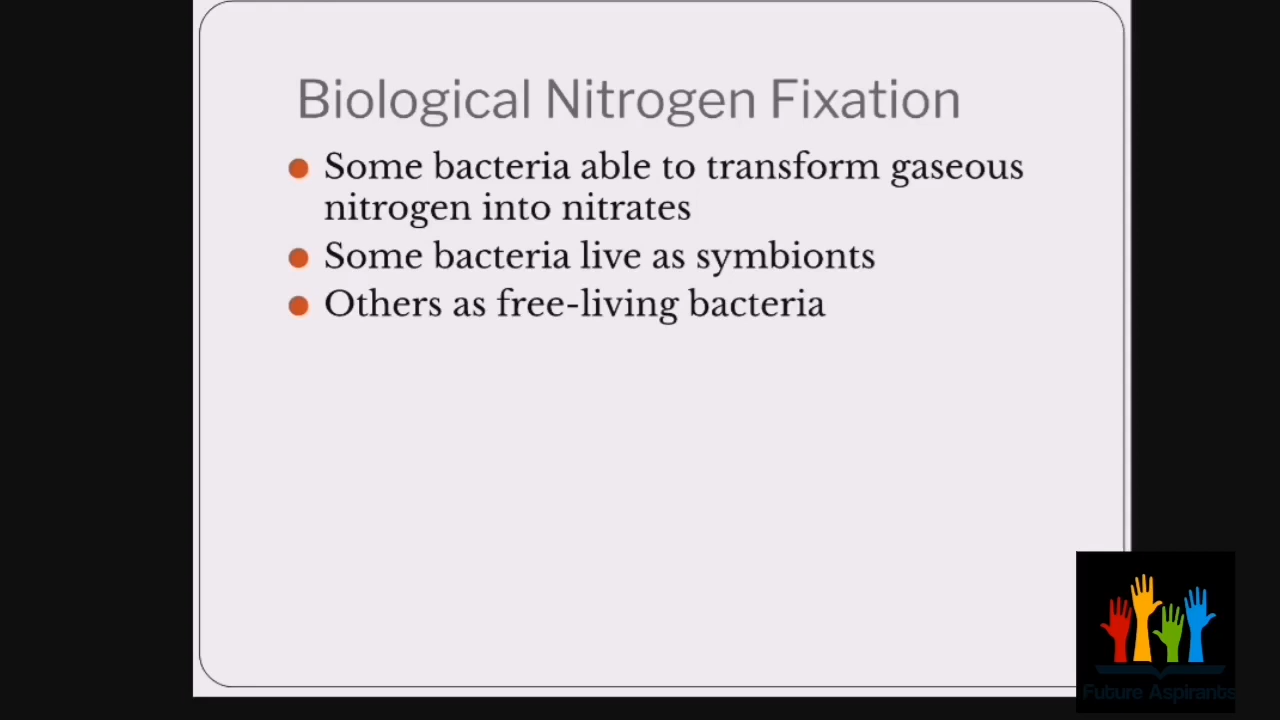 Biological Nitrogen Fixation
Some bacteria able to transform gaseous
nitrogen into nitrates
Some bacteria live as symbionts
Others as free-living bacteria
Future Aspirants